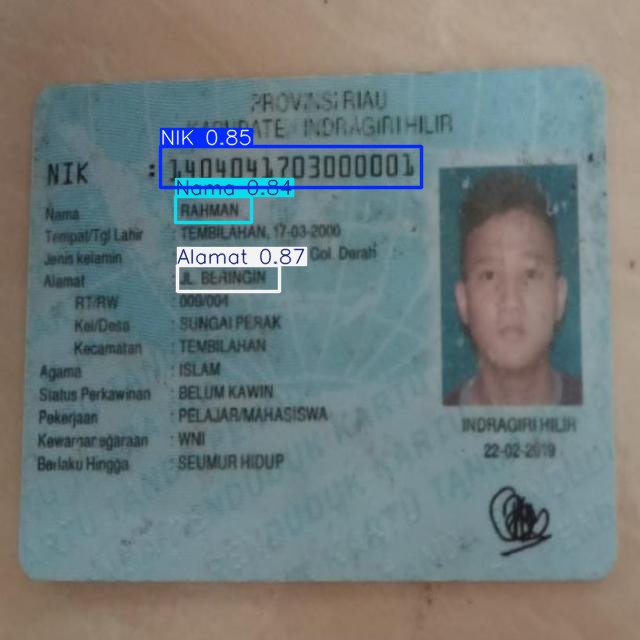 PROVINSI RIAU
KABUPATEN INDRAGIRI HILIR
NIK 0.85
NIK : 1404041703000001
Nama 0.84
Nama : RAHMAN
Tempat/Tgl Lahir : TEMBILAHAN, 17-03-2000
Alamat 0.87
Jenis kelamin Gol. Darah
Alamat : JL. BERINGIN
RT/RW : 009/004
Kel/Desa : SUNGAI PERAK
Kecamatan : TEMBILAHAN
Agama : ISLAM
Status Perkawinan : BELUM KAWIN
Pekerjaan : PELAJAR/MAHASISWA
Kewarganegaraan : WNI
Berlaku Hingga : SEUMUR HIDUP
INDRAGIRI HILIR
22-02-2019